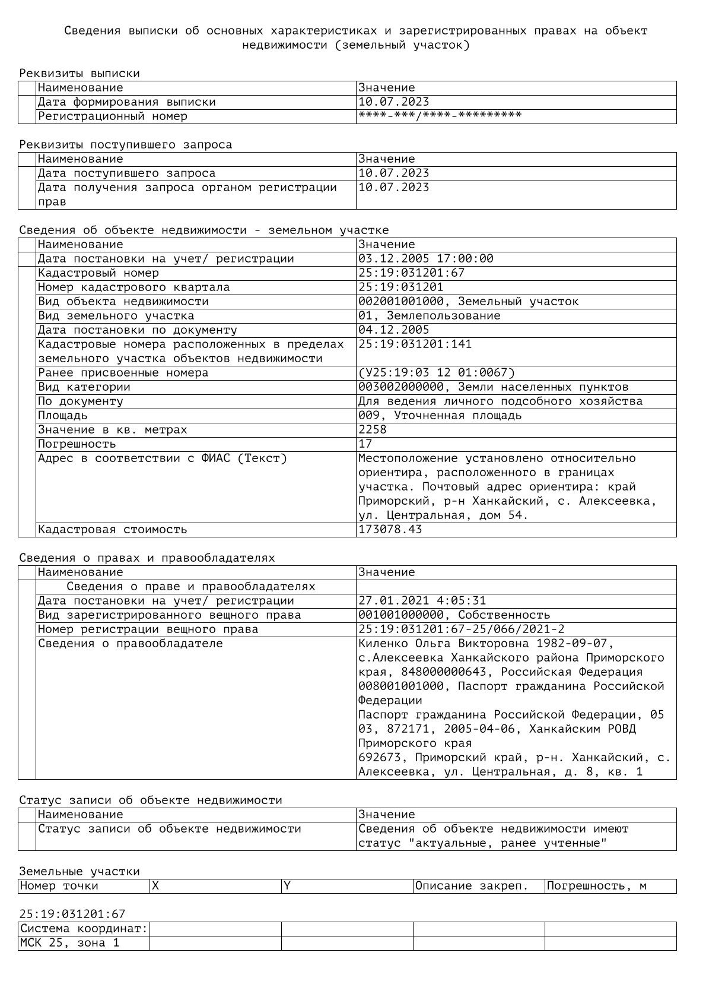 Сведения выписки об основных характеристиках и зарегистрированных правах на объект
недвижимости (земельный участок)
Реквизиты выписки
Наименование Значение
Дата формирования выписки 10.07.2023
Регистрационный номер ****-***/****-*********
Реквизиты поступившего запроса
Наименование Значение
Дата поступившего запроса 10.07.2023
Дата получения запроса органом регистрации 10.07.2023
прав
Сведения об объекте недвижимости - земельном участке
Наименование Значение
Дата постановки на учет/ регистрации 03.12.2005 17:00:00
Кадастровый номер 25:19:031201:67
Номер кадастрового квартала 25:19:031201
Вид объекта недвижимости 002001001000, Земельный участок
Вид земельного участка 01, Землепользование
Дата постановки по документу 04.12.2005
Кадастровые номера расположенных в пределах 25:19:031201:141
земельного участка объектов недвижимости
Ранее присвоенные номера (У25:19:03 12 01:0067)
Вид категории 003002000000, Земли населенных пунктов
По документу Для ведения личного подсобного хозяйства
Площадь 009, Уточненная площадь
Значение в кв. метрах 2258
Погрешность 17
Адрес в соответствии с ФИАС (Текст) Местоположение установлено относительно
ориентира, расположенного в границах
участка. Почтовый адрес ориентира: край
Приморский, р-н Ханкайский, с. Алексеевка,
ул. Центральная, дом 54.
Кадастровая стоимость 173078.43
Сведения о правах и правообладателях
Наименование Значение
Сведения о праве и правообладателях
Дата постановки на учет/ регистрации 27.01.2021 4:05:31
Вид зарегистрированного вещного права 001001000000, Собственность
Номер регистрации вещного права 25:19:031201:67-25/066/2021-2
Сведения о правообладателе Киленко Ольга Викторовна 1982-09-07,
с.Алексеевка Ханкайского района Приморского
края, 848000000643, Российская Федерация
008001001000, Паспорт гражданина Российской
Федерации
Паспорт гражданина Российской Федерации, 05
03, 872171, 2005-04-06, Ханкайским РОВД
Приморского края
692673, Приморский край, р-н. Ханкайский, с.
Алексеевка, ул. Центральная, д. 8, кв. 1
Статус записи об объекте недвижимости
Наименование Значение
Статус записи об объекте недвижимости Сведения об объекте недвижимости имеют
статус "актуальные, ранее учтенные"
Земельные участки
Номер точки X Y Описание закреп. Погрешность, м
25:19:031201:67
Система координат:
МСК 25, зона 1